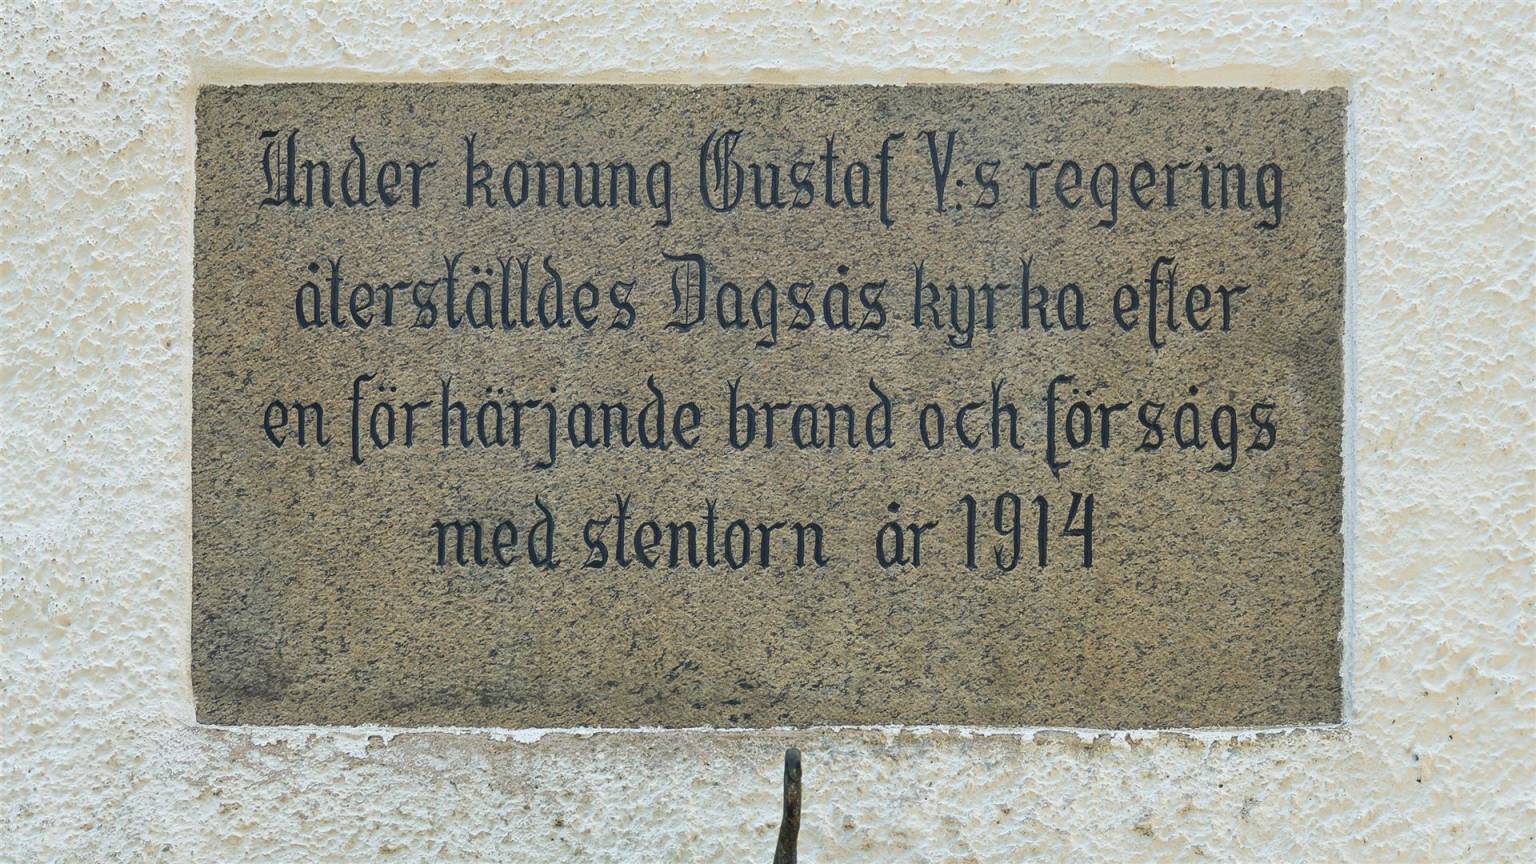 Under konung Gustaf V:s regering
återställdes Dagsås kyrka efter
en förhärjande brand och försågs
med stentorn år 1914